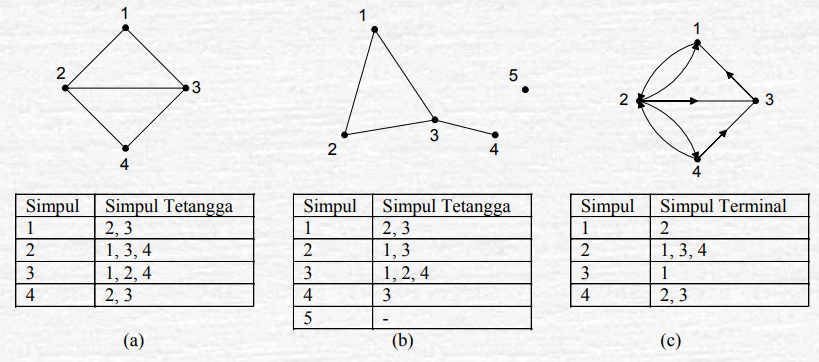 1
2
3
4
1
5
2
3
4
1
2
3
4
Simpul Simpul Tetangga
1 2, 3
2 1, 3, 4
3 1, 2, 4
4 2, 3
(a)
Simpul Simpul Tetangga
1 2, 3
2 1, 3
3 1, 2, 4
4 3
5 -
(b)
Simpul Simpul Terminal
1 2
2 1, 3, 4
3 1
4 2, 3
(c)